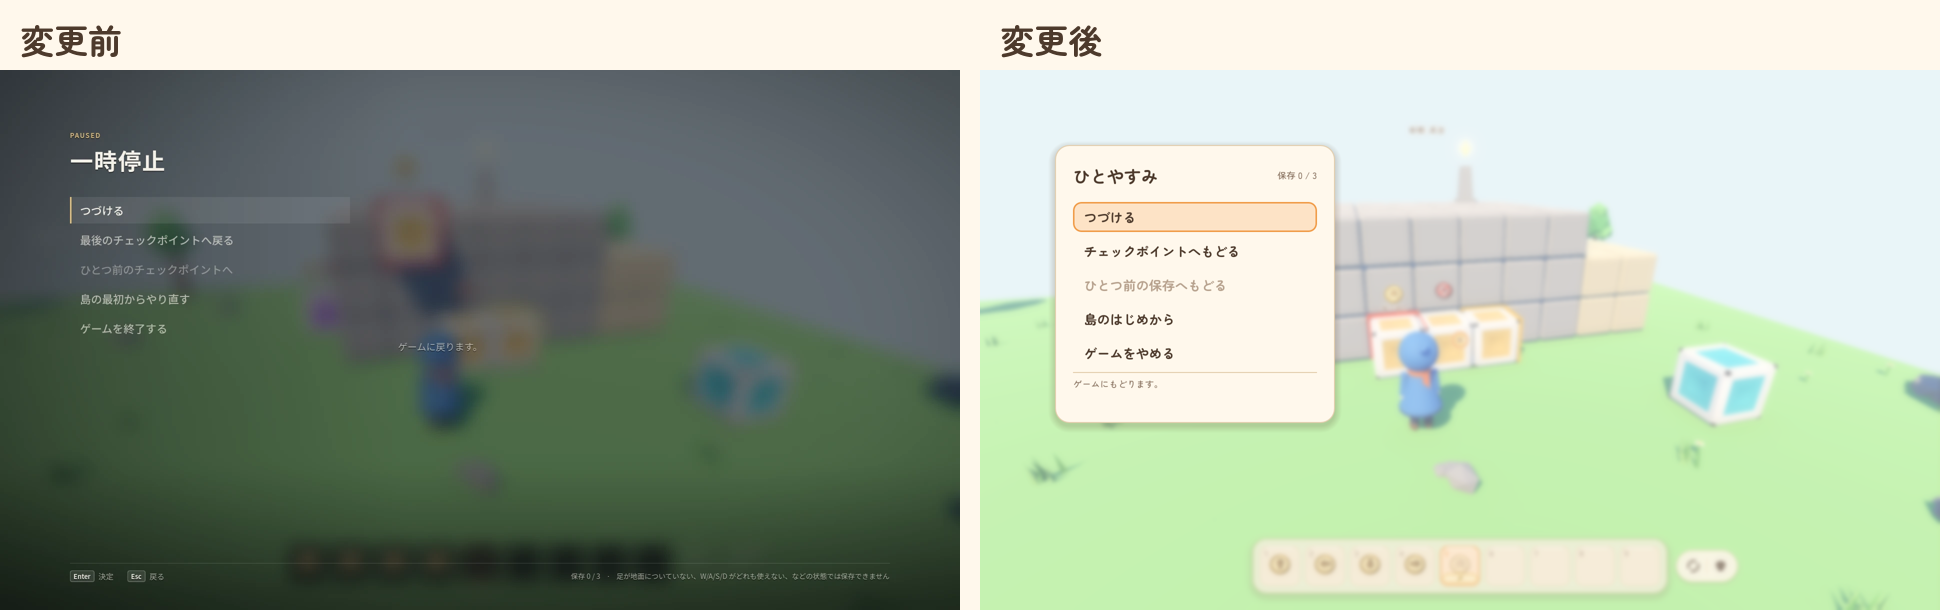 変更前
PAUSED
一時停止
つづける
最後のチェックポイントへ戻る
ひとつ前のチェックポイントへ
島の最初からやり直す
ゲームを終了する
ゲームに戻ります。
Enter 決定 Esc 戻る
保存 0 / 3 · 足が地面についていない、W/A/S/D がどれも使えない、などの状態では保存できません
変更後
ひとやすみ
保存 0 / 3
つづける
チェックポイントへもどる
ひとつ前の保存へもどる
島のはじめから
ゲームをやめる
ゲームにもどります。